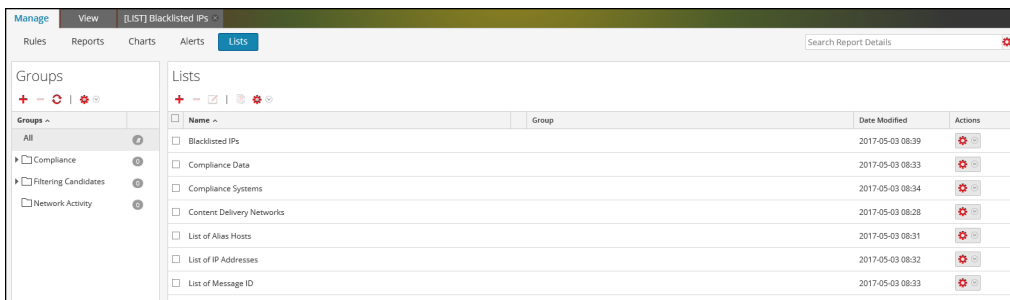 Manage View [LIST] Blacklisted IPs ×
Rules Reports Charts Alerts Lists Search Report Details
Groups
Groups
All
Compliance 0
Filtering Candidates 0
Network Activity 0
Lists
Name Group Date Modified Actions
Blacklisted IPs 2017-05-03 08:39
Compliance Data 2017-05-03 08:33
Compliance Systems 2017-05-03 08:34
Content Delivery Networks 2017-05-03 08:28
List of Alias Hosts 2017-05-03 08:31
List of IP Addresses 2017-05-03 08:32
List of Message ID 2017-05-03 08:33